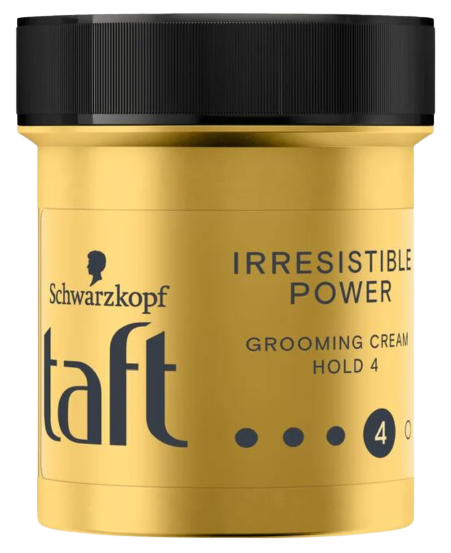 Schwarzkopf
taft
IRRESISTIBLE
POWER
GROOMING CREAM
HOLD 4
4